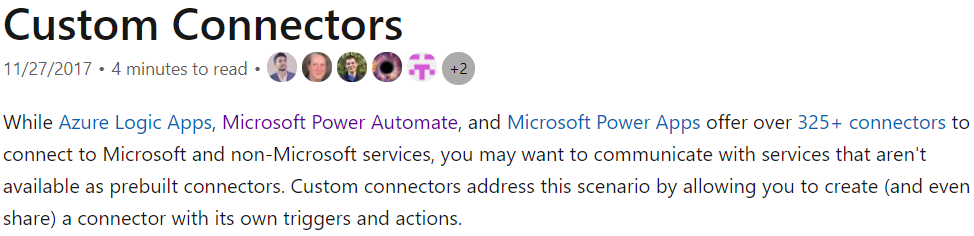 Custom Connectors
11/27/2017 • 4 minutes to read • +2
While Azure Logic Apps, Microsoft Power Automate, and Microsoft Power Apps offer over 325+ connectors to
connect to Microsoft and non-Microsoft services, you may want to communicate with services that aren't
available as prebuilt connectors. Custom connectors address this scenario by allowing you to create (and even
share) a connector with its own triggers and actions.